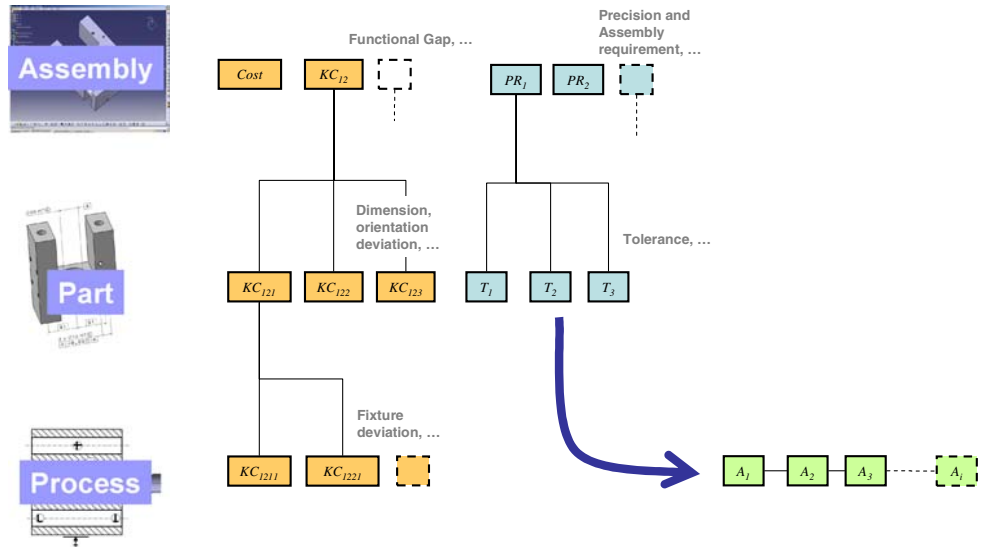 Assembly
Functional Gap, …
Precision and
Assembly
requirement, …
Cost
KC12
PR1
PR2
Dimension,
orientation
deviation, …
Tolerance, …
Part
KC121
KC122
KC123
T1
T2
T3
Fixture
deviation, …
Process
KC1211
KC1221
A1
A2
A3
Ai